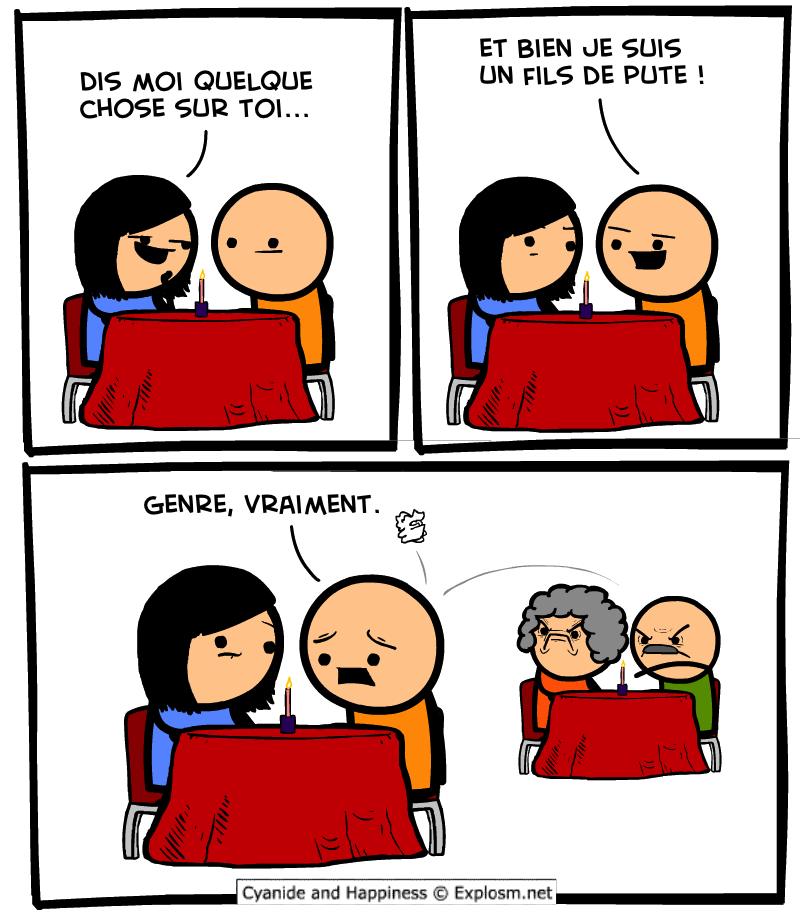 DIS MOI QUELQUE
CHOSE SUR TOI...
ET BIEN JE SUIS
UN FILS DE PUTE !
GENRE, VRAIMENT.
Cyanide and Happiness © Explosm.net